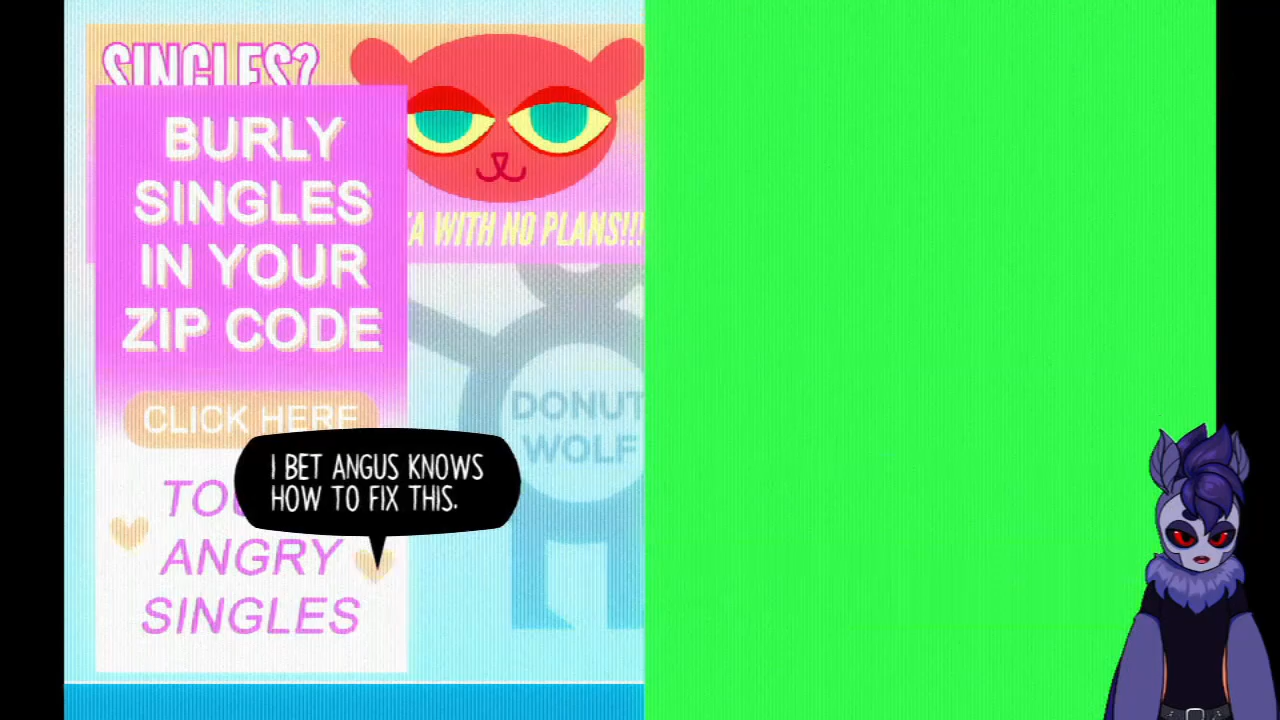 SINGLES?
BURLY
SINGLES
IN YOUR
ZIP CODE
WITH NO PLANS!!!
CLICK HERE
DONUT
WOLF
I BET ANGUS KNOWS
HOW TO FIX THIS.
ANGRY
SINGLES